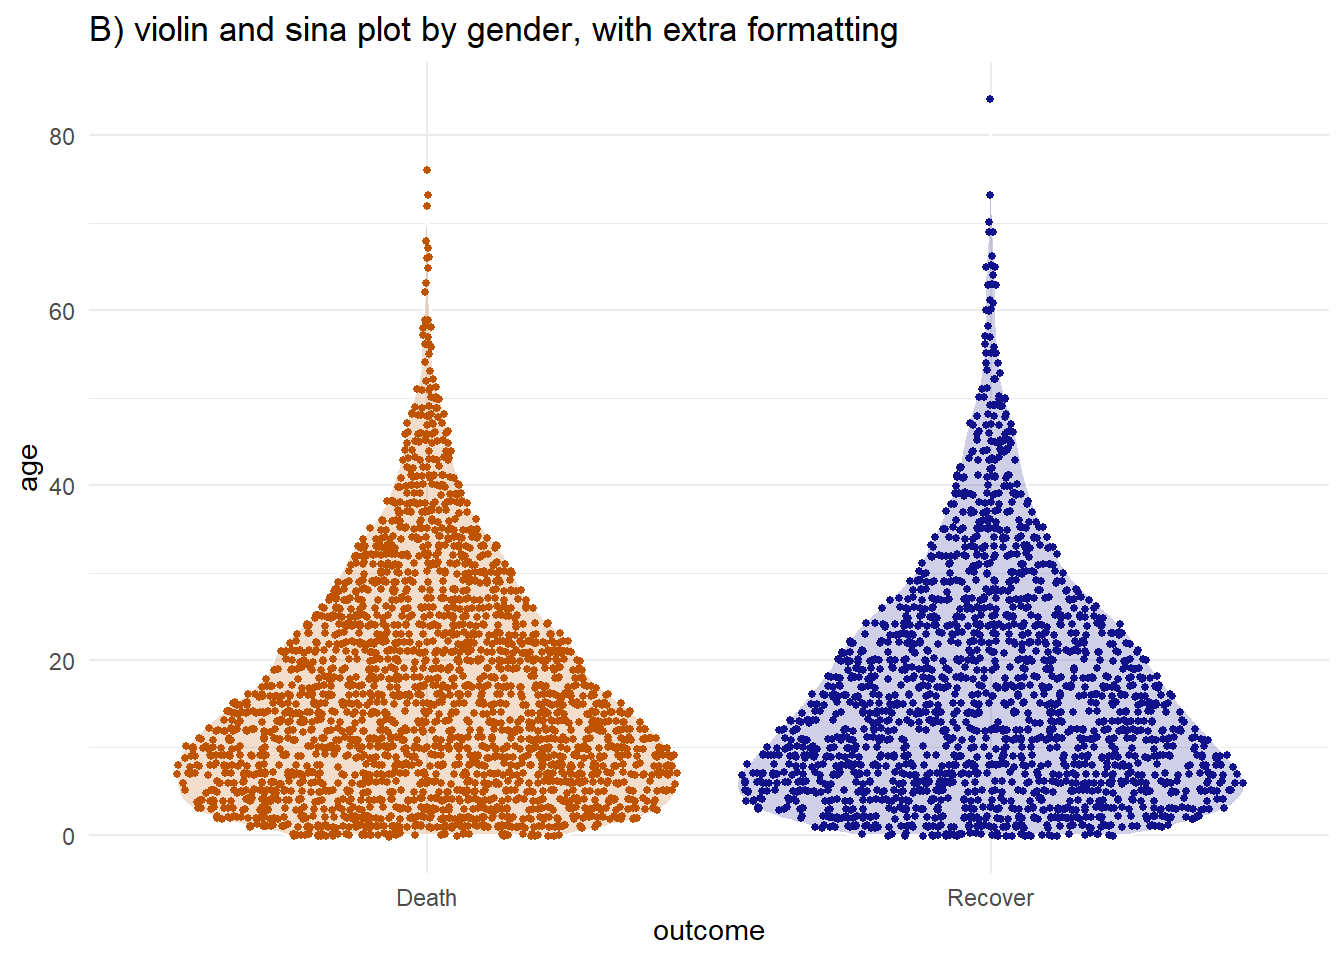 B) violin and sina plot by gender, with extra formatting
80
60
40
20
0
age
Death
Recover
outcome